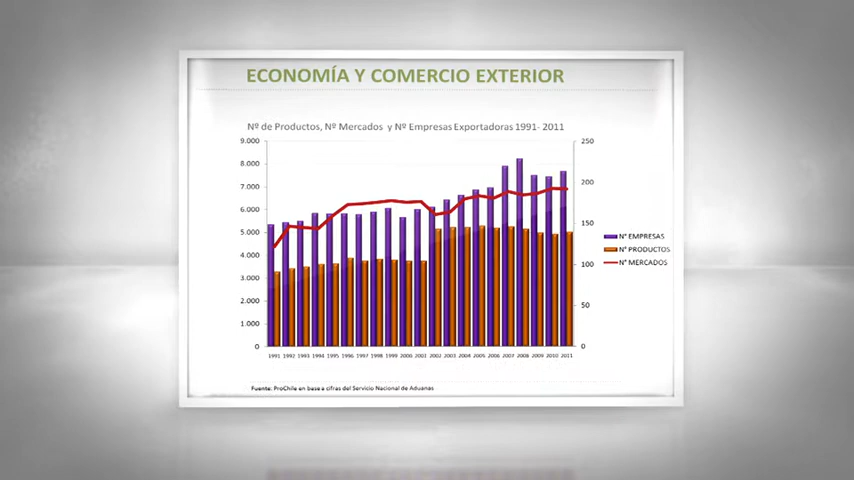 ECONOMÍA Y COMERCIO EXTERIOR
Nº de Productos, Nº Mercados y Nº Empresas Exportadoras 1991- 2011
9.000
8.000
7.000
6.000
5.000
4.000
3.000
2.000
1.000
0
250
200
150
100
50
0
Nº EMPRESAS
Nº PRODUCTOS
Nº MERCADOS
1991 1992 1993 1994 1995 1996 1997 1998 1999 2000 2001 2002 2003 2004 2005 2006 2007 2008 2009 2010 2011
Fuente: ProChile en base a cifras del Servicio Nacional de Aduanas